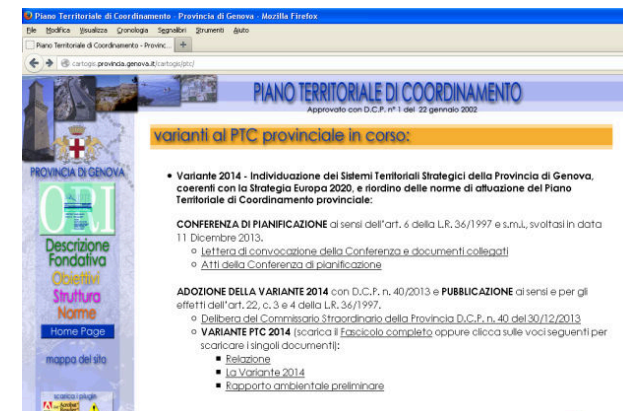 Piano Territoriale di Coordinamento - Provincia di Genova - Mozilla Firefox
File Modifica Visualizza Cronologia Segnalibri Strumenti Aiuto
Piano Territoriale di Coordinamento - Provinc... +
cartogis.provincia.genova.it/cartogis/ptc/
PIANO TERRITORIALE DI COORDINAMENTO
Approvato con D.C.P. n° 1 del 22 gennaio 2002
varianti al PTC provinciale in corso:
PROVINCIA DI GENOVA
ORI
Descrizione
Fondativa
Obiettivi
Struttura
Norme
Home Page
mappa del sito
scarica i plugin
• Variante 2014 - Individuazione dei Sistemi Territoriali Strategici della Provincia di Genova,
coerenti con la Strategia Europa 2020, e riordino delle norme di attuazione del Piano
Territoriale di Coordinamento provinciale:
CONFERENZA DI PIANIFICAZIONE ai sensi dell'art. 6 della L.R. 36/1997 e s.m.i., svoltasi in data
11 Dicembre 2013.
Lettera di convocazione della Conferenza e documenti collegati
Atti della Conferenza di pianificazione
ADOZIONE DELLA VARIANTE 2014 con D.C.P. n. 40/2013 e PUBBLICAZIONE ai sensi e per gli
effetti dell'art. 22, c. 3 e 4 della L.R. 36/1997,
Delibera del Commissario Straordinario della Provincia D.C.P. n. 40 del 30/12/2013
VARIANTE PTC 2014 (scarica il Fascicolo completo oppure clicca sulle voci seguenti per
scaricare i singoli documenti):
Relazione
La Variante 2014
Rapporto ambientale preliminare